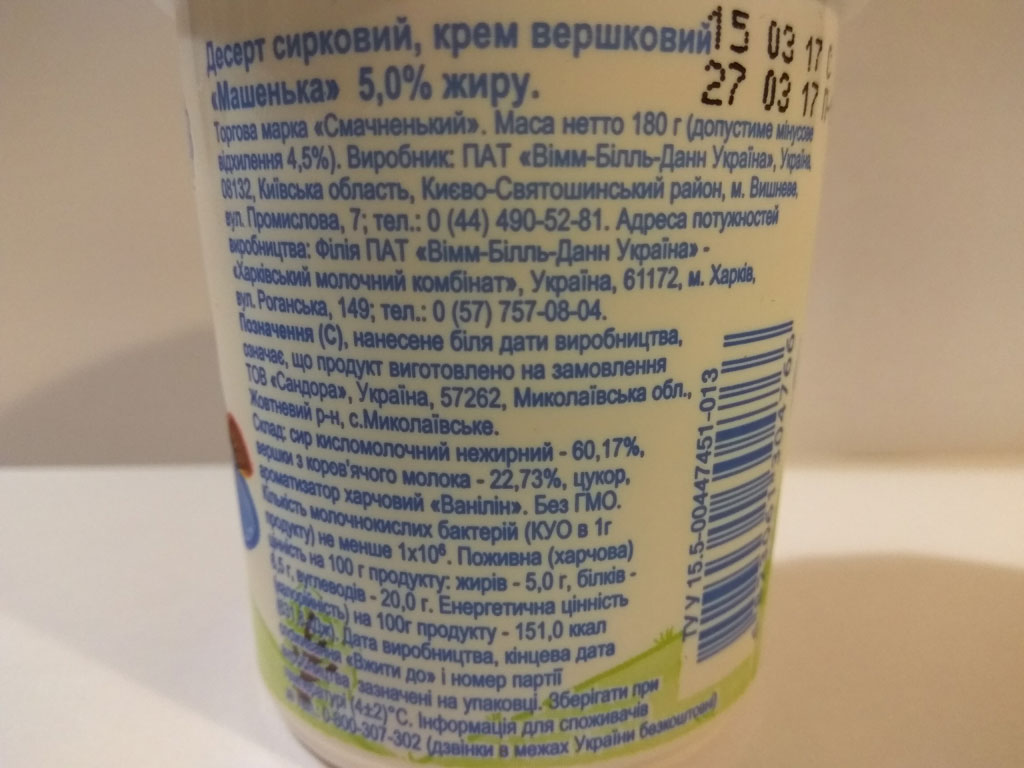 Десерт сирковий, крем вершковий
«Машенька» 5,0% жиру.
15 03 17
27 03 17
Торгова марка «Смачненький». Маса нетто 180 г (допустиме мінусове
відхилення 4,5%). Виробник: ПАТ «Вімм-Білль-Данн Україна», Україна,
08132, Київська область, Києво-Святошинський район, м. Вишневе,
вул. Промислова, 7; тел.: 0 (44) 490-52-81. Адреса потужностей
виробництва: Філія ПАТ «Вімм-Білль-Данн Україна» -
«Харківський молочний комбінат», Україна, 61172, м. Харків,
вул. Роганська, 149; тел.: 0 (57) 757-08-04.
Позначення (С), нанесене біля дати виробництва,
означає, що продукт виготовлено на замовлення
ТОВ «Сандора», Україна, 57262, Миколаївська обл.,
Жовтневий р-н, с.Миколаївське.
Склад: сир кисломолочний нежирний - 60,17%,
вершки з коров'ячого молока - 22,73%, цукор,
ароматизатор харчовий «Ванілін». Без ГМО.
Кількість молочнокислих бактерій (КУО в 1г
продукту) не менше 1x10⁶. Поживна (харчова)
цінність на 100 г продукту: жирів - 5,0 г, білків -
г, вуглеводів - 20,0 г. Енергетична цінність
(калорійність) на 100г продукту - 151,0 ккал
Дата виробництва, кінцева дата
«Вжити до» і номер партії
зазначені на упаковці. Зберігати при
температурі (4±2)°С. Інформація для споживачів
0-800-307-302 (дзвінки в межах України безкоштовні)
ТУ У 15.5-00447451-013